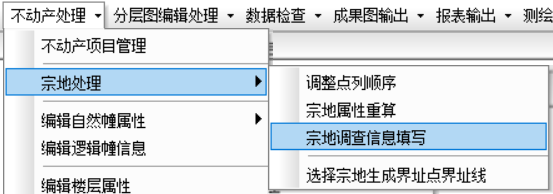 不动产处理 分层图编辑处理 数据检查 成果图输出 报表输出 测绘
不动产项目管理
宗地处理
编辑自然幢属性
编辑逻辑幢信息
编辑楼层属性
调整点列顺序
宗地属性重算
宗地调查信息填写
选择宗地生成界址点界址线